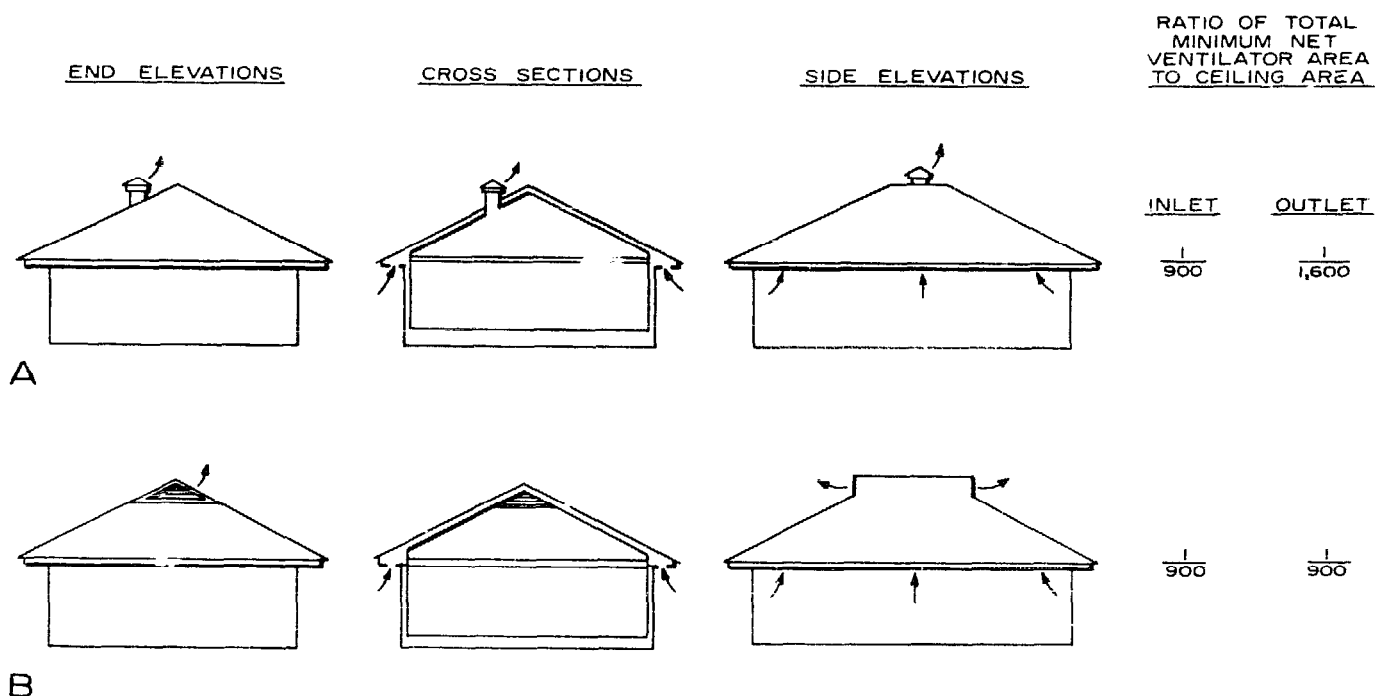 RATIO OF TOTAL
MINIMUM NET
VENTILATOR AREA
TO CEILING AREA
END ELEVATIONS
CROSS SECTIONS
SIDE ELEVATIONS
INLET
OUTLET
1/900
1/1,600
A
1/900
1/900
B